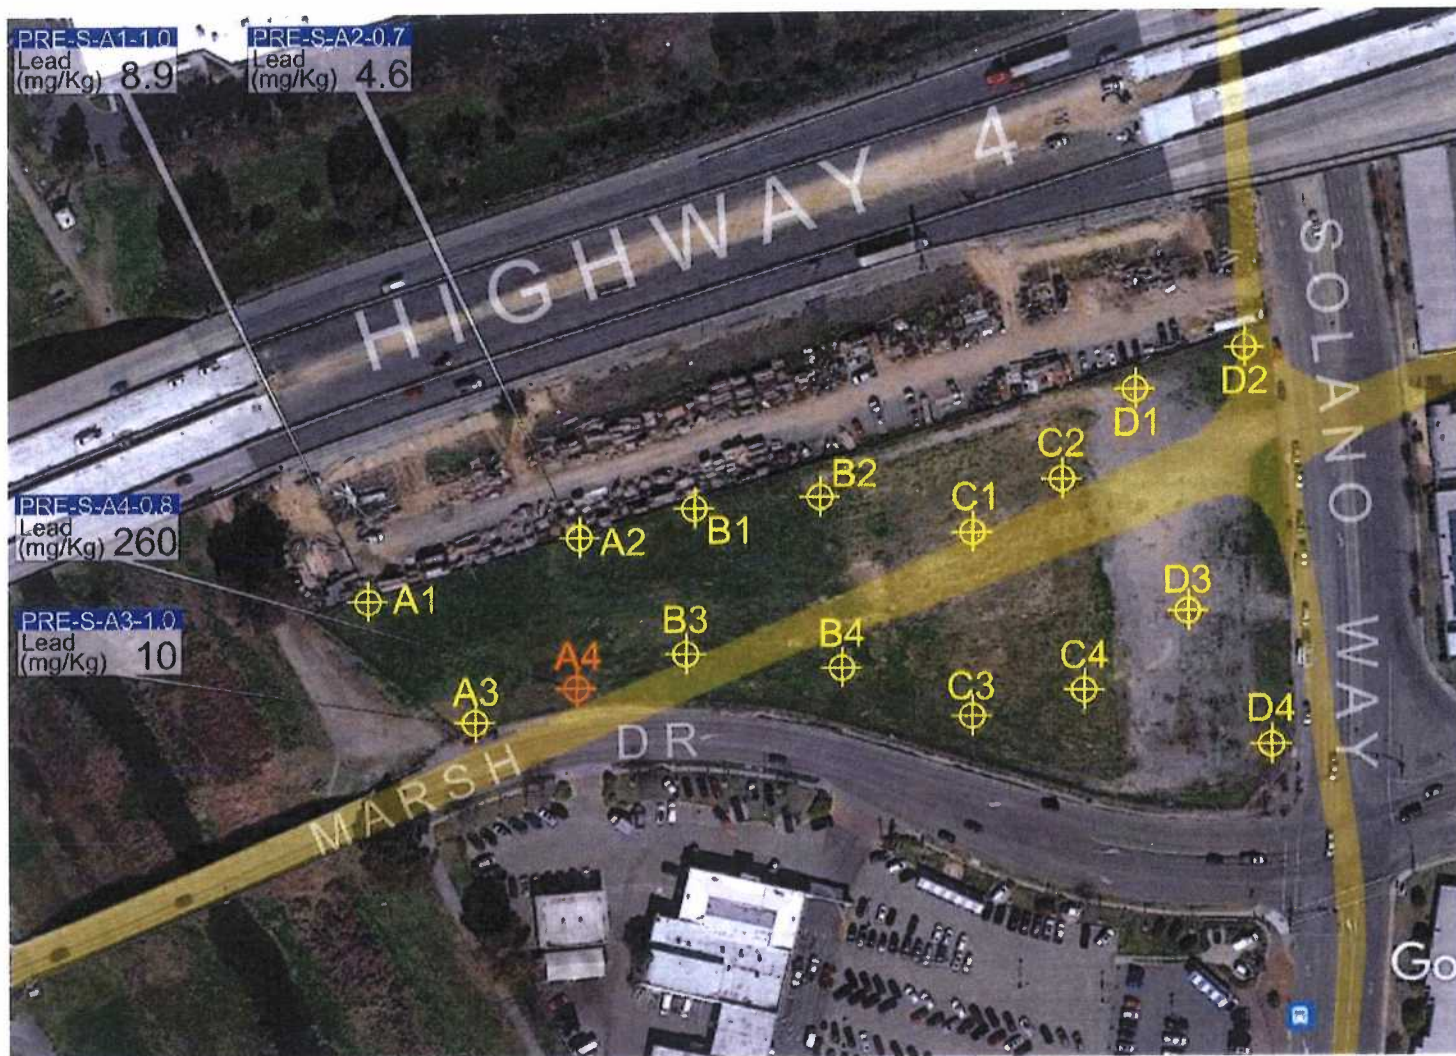 PRE-S-A1-1.0
Lead
(mg/Kg) 8.9
PRE-S-A2-0.7
Lead
(mg/Kg) 4.6
HIGHWAY 4
SOLANO WAY
D2
D1
C2
B2
C1
B1
A2
PRE-S-A4-0.8
Lead
(mg/Kg) 260
A1
D3
PRE-S-A3-1.0
Lead
(mg/Kg) 10
B3
B4
A4
C4
C3
A3
D4
MARSH DR
Go